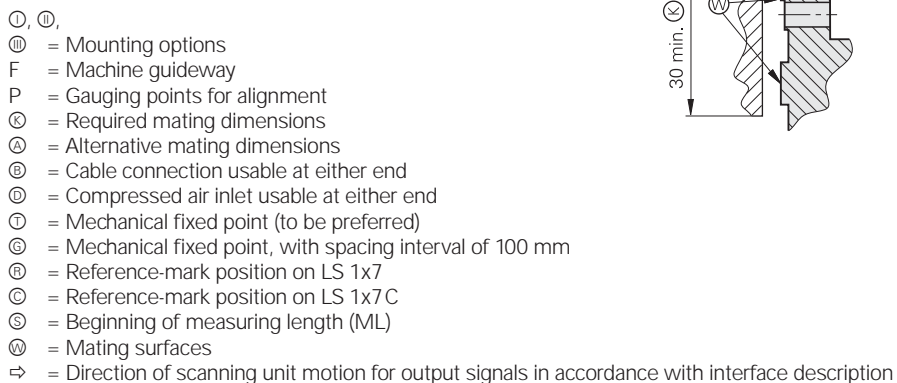 Ⓘ, Ⓘ Ⓘ,
Ⓘ Ⓘ Ⓘ = Mounting options
F = Machine guideway
P = Gauging points for alignment
Ⓚ = Required mating dimensions
Ⓐ = Alternative mating dimensions
Ⓑ = Cable connection usable at either end
Ⓓ = Compressed air inlet usable at either end
Ⓣ = Mechanical fixed point (to be preferred)
Ⓖ = Mechanical fixed point, with spacing interval of 100 mm
Ⓡ = Reference-mark position on LS 1x7
Ⓒ = Reference-mark position on LS 1x7 C
Ⓢ = Beginning of measuring length (ML)
Ⓦ = Mating surfaces
⇨ = Direction of scanning unit motion for output signals in accordance with interface description
30 min. Ⓚ
Ⓦ